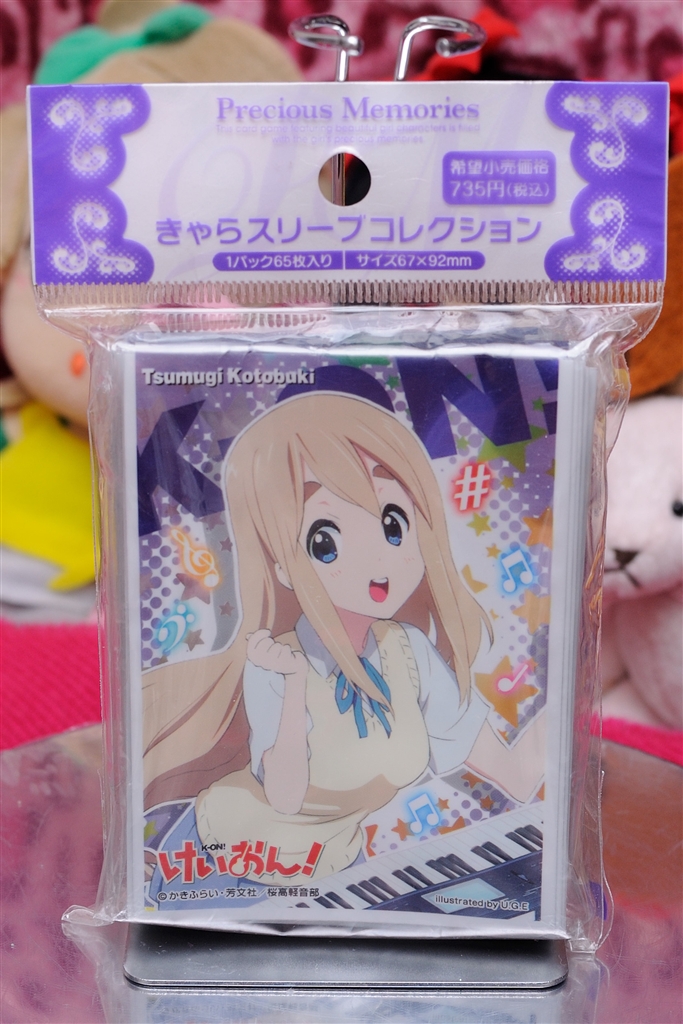 Precious Memories
希望小売価格
735円(税込)
きゃらスリーブコレクション
1パック65枚入り
サイズ67×92mm
Tsumugi Kotobuki
K-ON!
K-ON!
けいおん!
©かきふらい・芳文社/桜高軽音部
illustrated by U.G.E